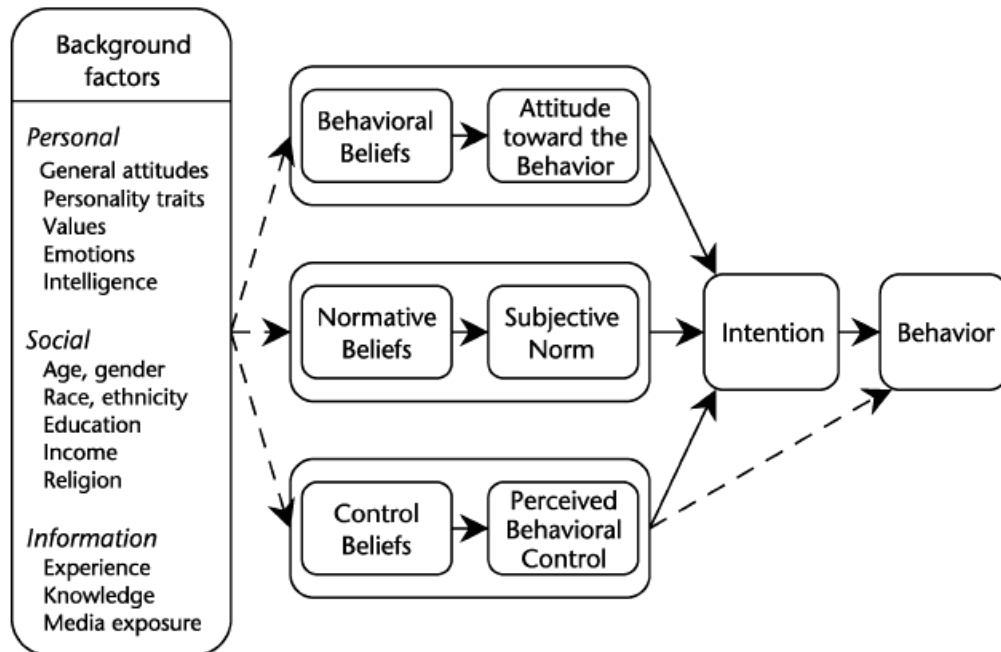 Background
factors
Personal
General attitudes
Personality traits
Values
Emotions
Intelligence
Social
Age, gender
Race, ethnicity
Education
Income
Religion
Information
Experience
Knowledge
Media exposure
Behavioral
Beliefs
Attitude
toward the
Behavior
Normative
Beliefs
Subjective
Norm
Control
Beliefs
Perceived
Behavioral
Control
Intention
Behavior